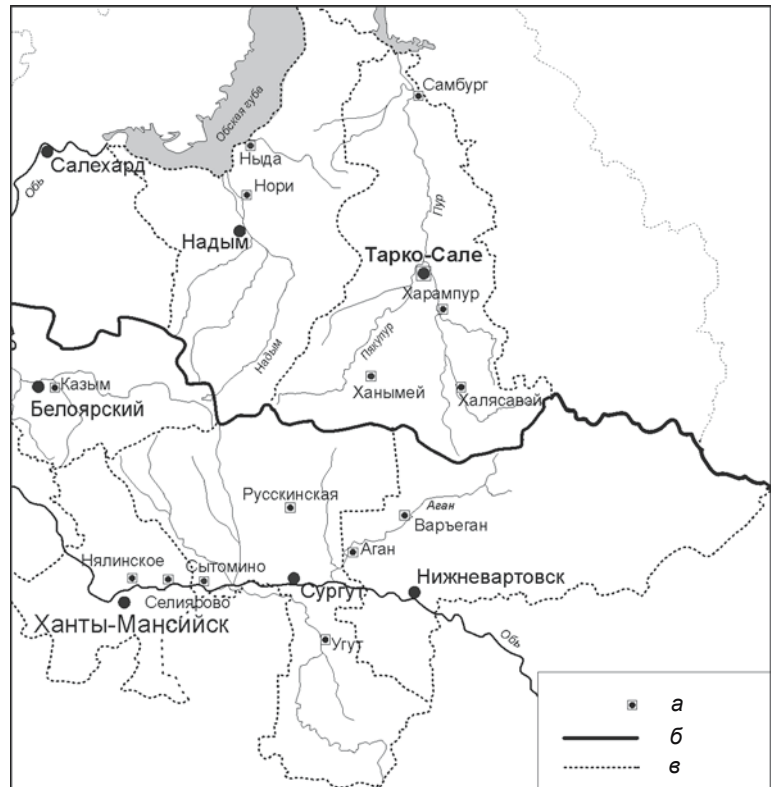 Самбург
Обская губа
Ныда
Салехард
Обь
Нори
Пур
Надым
Тарко-Сале
Харампур
Пякупур
Надым
Казым
Ханымей
Халясавэй
Белоярский
Русскинская
Аган
Варъеган
Аган
Нялинское
Сытомино
Сургут
Нижневартовск
Селиярово
Ханты-Мансийск
Угут
Обь
а
б
в